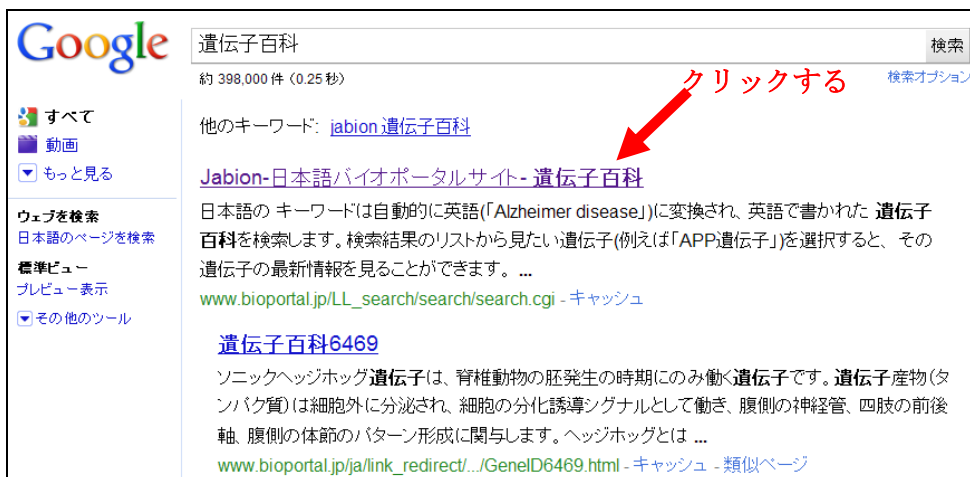 Google
遺伝子百科
検索
約 398,000 件 (0.25 秒)
クリックする
検索オプション
すべて
動画
もっと見る
ウェブを検索
日本語のページを検索
標準ビュー
プレビュー表示
その他のツール
他のキーワード: jabion 遺伝子百科
Jabion-日本語バイオポータルサイト- 遺伝子百科
日本語の キーワードは自動的に英語(「Alzheimer disease」)に変換され、英語で書かれた 遺伝子
百科を検索します。検索結果のリストから見たい遺伝子(例えば「APP遺伝子」)を選択すると、その
遺伝子の最新情報を見ることができます。 ...
www.bioportal.jp/LL_search/search/search.cgi - キャッシュ
遺伝子百科6469
ソニックヘッジホッグ遺伝子は、脊椎動物の胚発生の時期にのみ働く遺伝子です。遺伝子産物(タ
ンパク質)は細胞外に分泌され、細胞の分化誘導シグナルとして働き、腹側の神経管、四肢の前後
軸、腹側の体節のパターン形成に関与します。ヘッジホッグとは ...
www.bioportal.jp/ja/link_redirect/.../GeneID6469.html - キャッシュ - 類似ページ